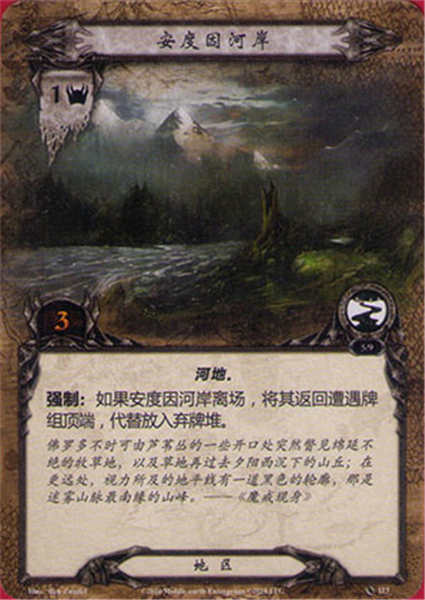 安度因河岸
1
3
59
河地.
强制：如果安度因河岸离场，将其返回遭遇牌
组顶端，代替放入弃牌堆。
佛罗多不时可由芦苇丛的一些开口处突然瞥见绵延不
绝的牧草地，以及草地再过去夕阳西沉下的山丘；在
更远处，视力所及的地平线有一道黑色的轮廓，那是
迷雾山脉最南缘的山峰。——《魔戒现身》
地区